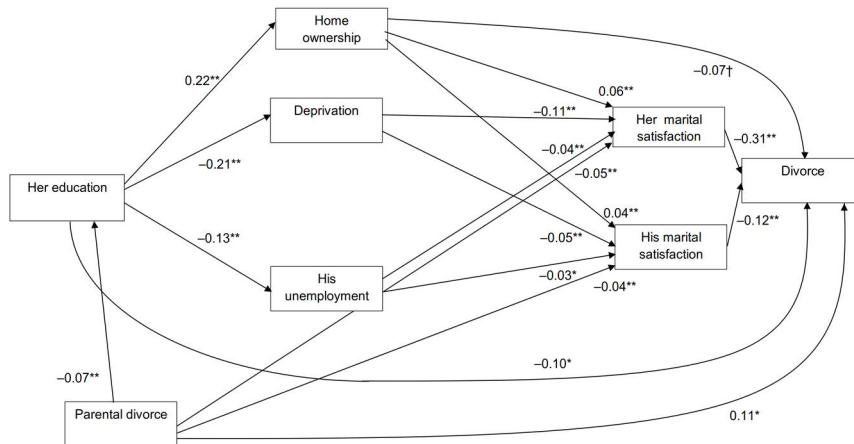 Home
ownership
–0.07†
0.22**
0.06**
Deprivation
–0.11**
Her marital
satisfaction
–0.31**
–0.04**
–0.21**
–0.05**
Divorce
Her education
0.04**
–0.12**
–0.13**
–0.05**
His marital
satisfaction
His
unemployment
–0.03*
–0.04**
–0.10*
–0.07**
Parental divorce
0.11*